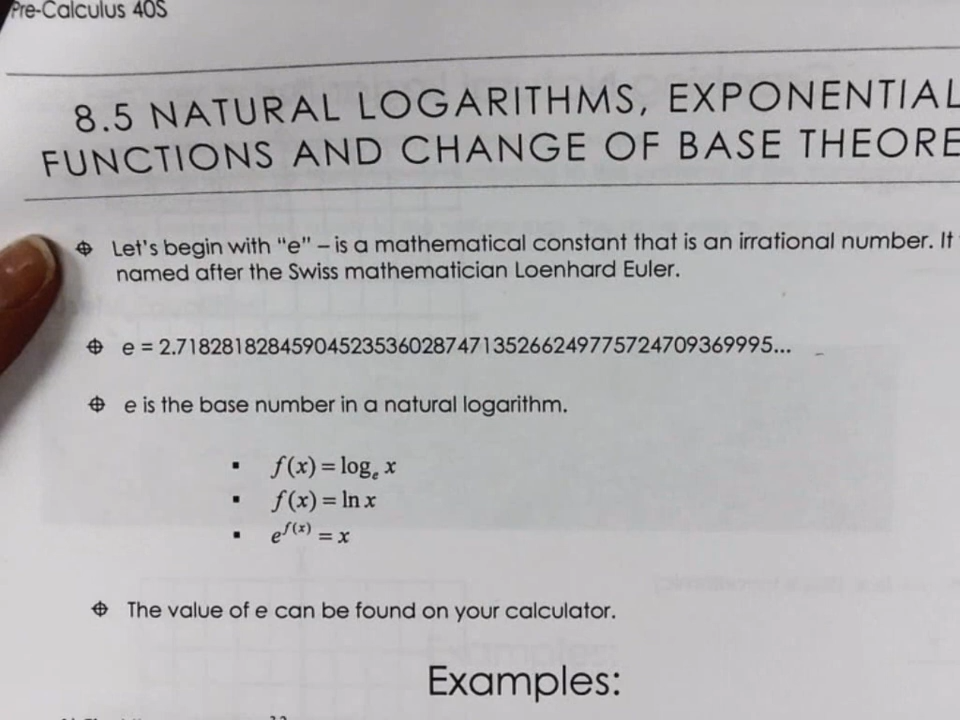 Pre-Calculus 40S
8.5 NATURAL LOGARITHMS, EXPONENTIAL
FUNCTIONS AND CHANGE OF BASE THEORE
Let's begin with "e" – is a mathematical constant that is an irrational number. It
named after the Swiss mathematician Loenhard Euler.
e = 2.71828182845904523536028747135266249775724709369995...
e is the base number in a natural logarithm.
f(x) = logₑ x
f(x) = ln x
e^{f(x)} = x
The value of e can be found on your calculator.
Examples: